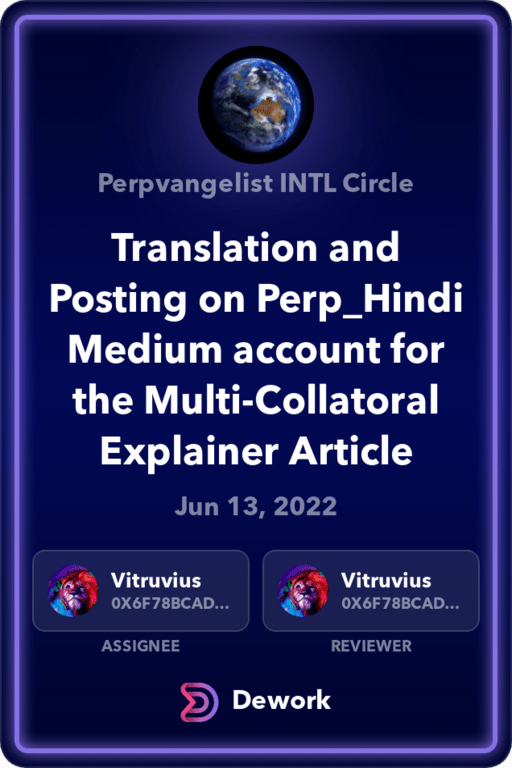 Perpvangelist INTL Circle
Translation and
Posting on Perp_Hindi
Medium account for
the Multi-Collatoral
Explainer Article
Jun 13, 2022
Vitruvius
0X6F78BCAD...
ASSIGNEE
Vitruvius
0X6F78BCAD...
REVIEWER
Dework